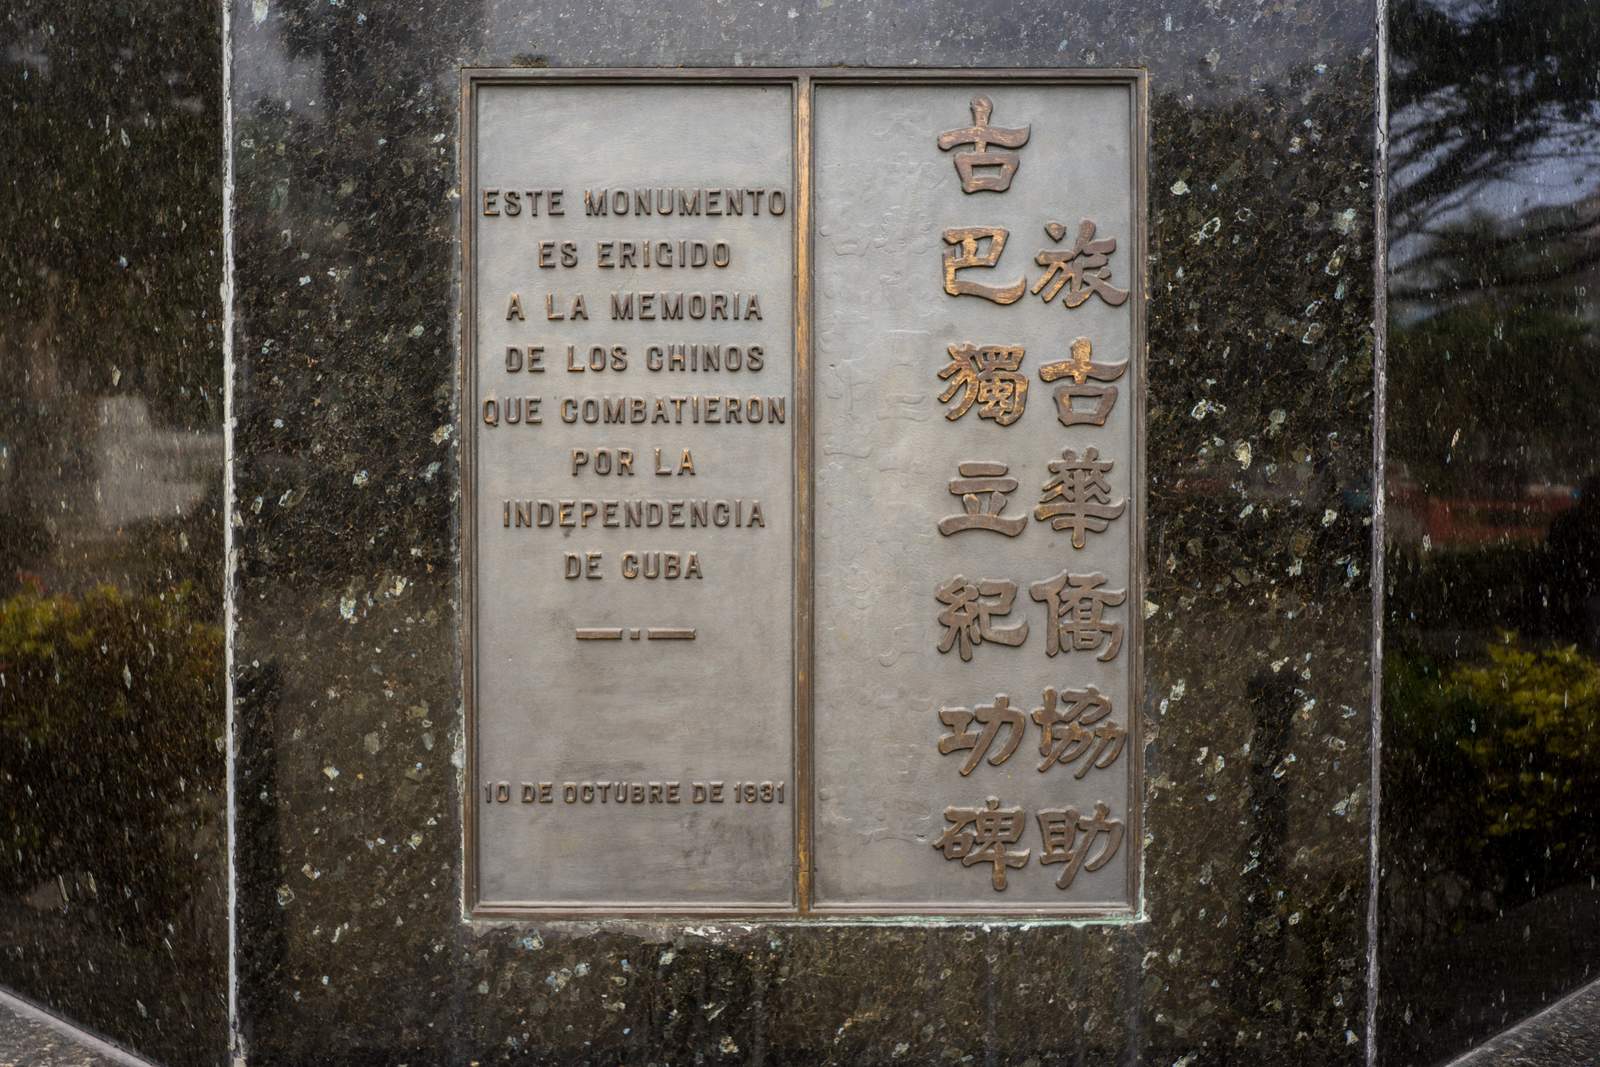 ESTE MONUMENTO
ES ERIGIDO
A LA MEMORIA
DE LOS CHINOS
QUE COMBATIERON
POR LA
INDEPENDENCIA
DE CUBA
10 DE OCTUBRE DE 1931
旅古華僑協助
古巴獨立紀功碑